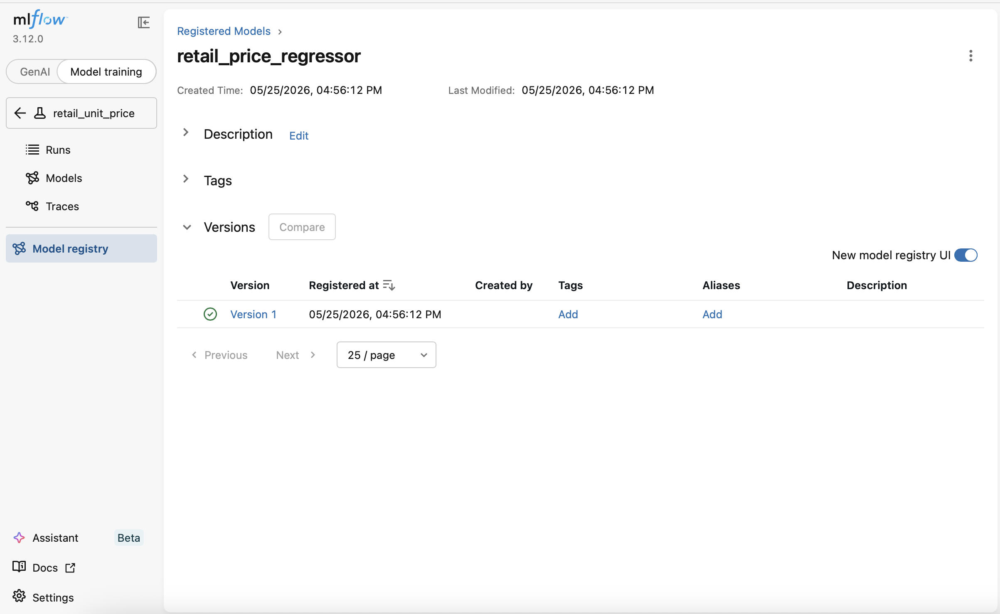 mlflow™
3.12.0
GenAI
Model training
retail_unit_price
Runs
Models
Traces
Model registry
Assistant Beta
Docs
Settings
Registered Models
retail_price_regressor
Created Time: 05/25/2026, 04:56:12 PM Last Modified: 05/25/2026, 04:56:12 PM
Description Edit
Tags
Versions Compare
New model registry UI
Version Registered at Created by Tags Aliases Description
Version 1 05/25/2026, 04:56:12 PM Add Add
Previous Next 25 / page